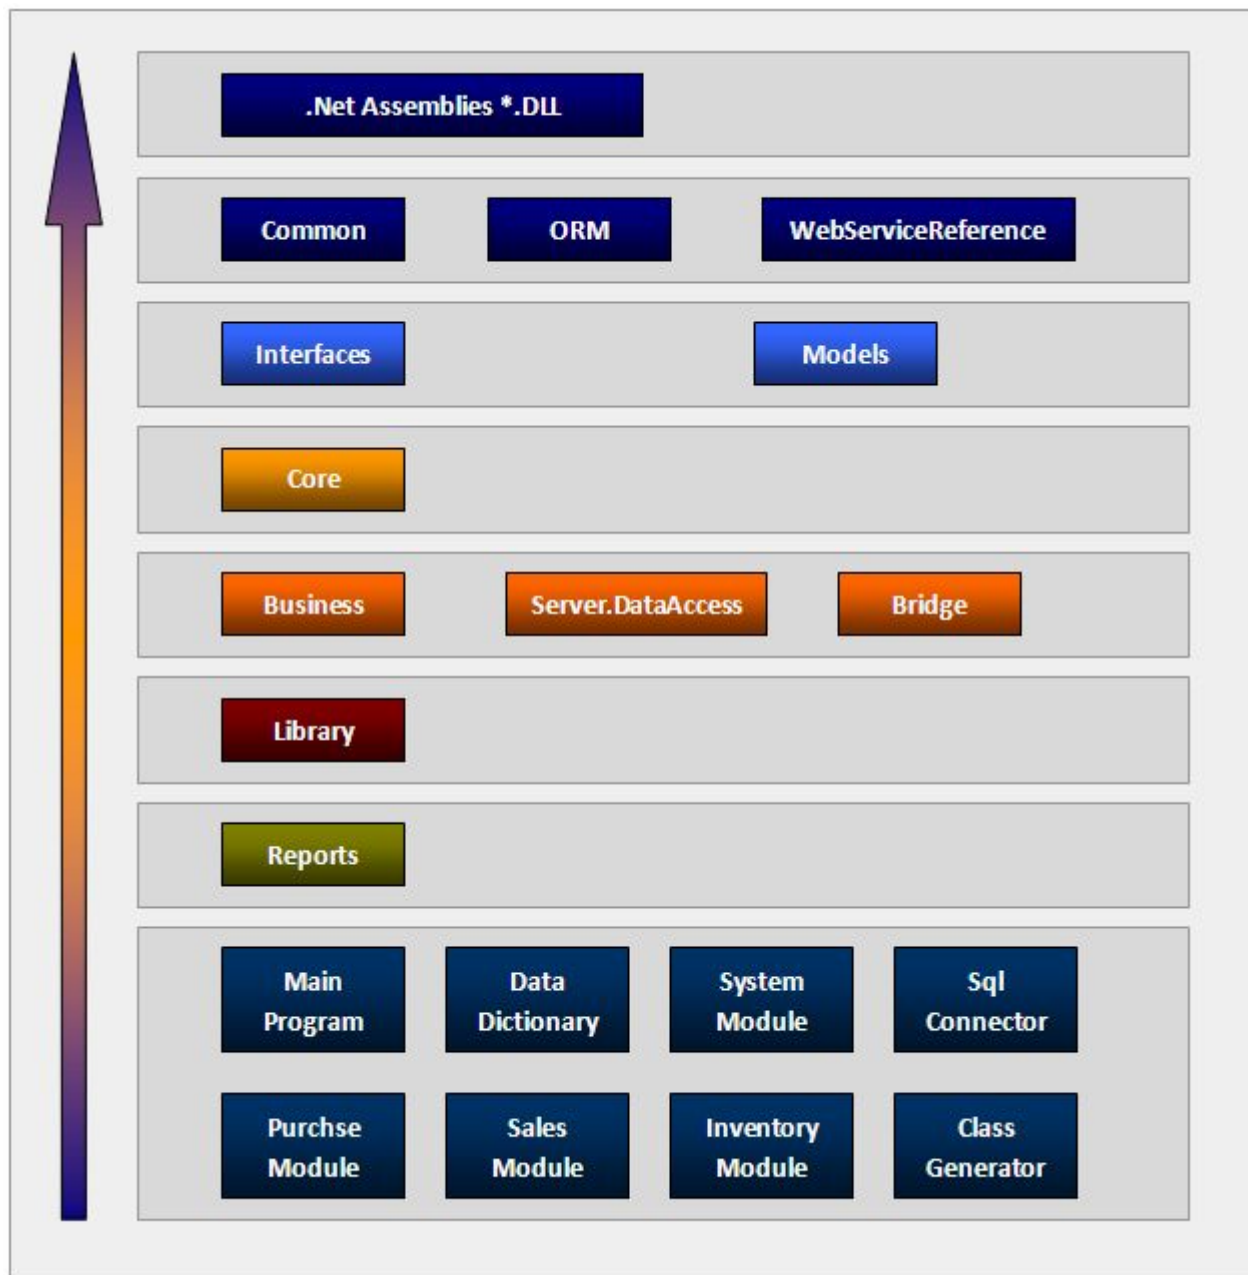 .Net Assemblies *.DLL
Common
ORM
WebServiceReference
Interfaces
Models
Core
Business
Server.DataAccess
Bridge
Library
Reports
Main
Program
Data
Dictionary
System
Module
Sql
Connector
Purchse
Module
Sales
Module
Inventory
Module
Class
Generator